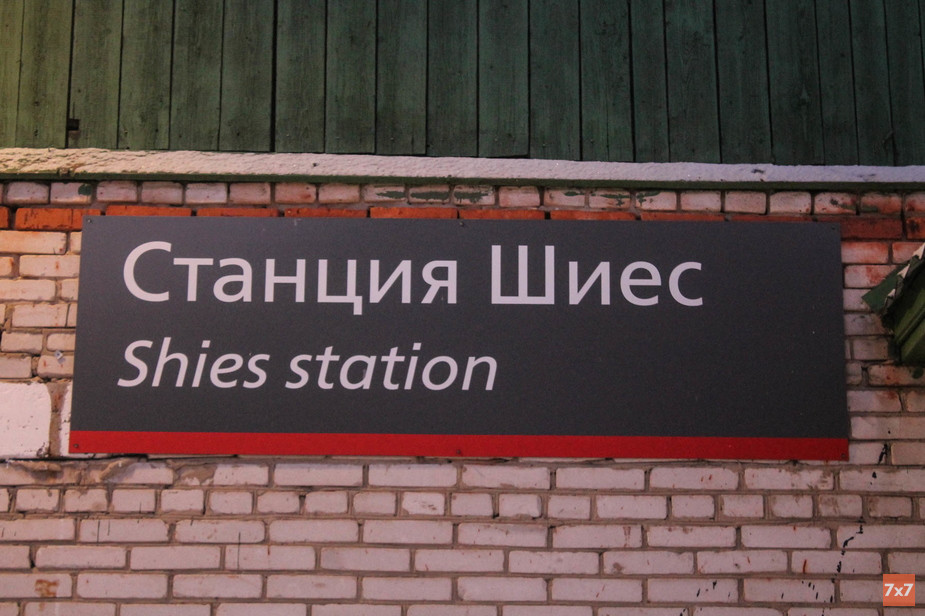 Станция Шиес
Shies station
7x7